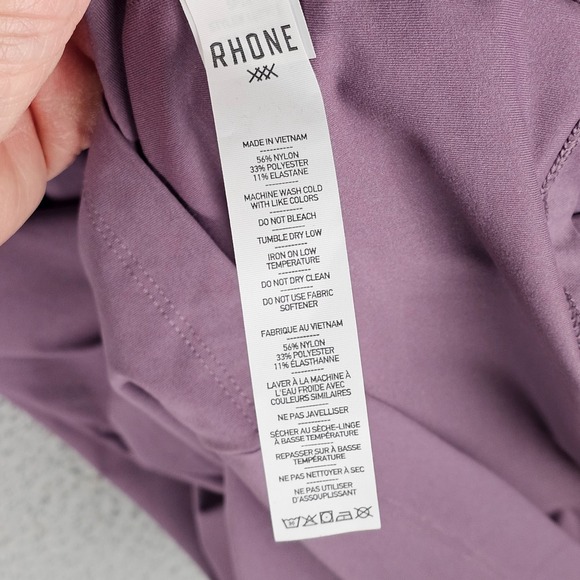 RHONE
MADE IN VIETNAM
56% NYLON
33% POLYESTER
11% ELASTANE
MACHINE WASH COLD
WITH LIKE COLORS
DO NOT BLEACH
TUMBLE DRY LOW
IRON ON LOW
TEMPERATURE
DO NOT DRY CLEAN
DO NOT USE FABRIC
SOFTENER
FABRIQUE AU VIETNAM
56% NYLON
33% POLYESTER
11% ÉLASTHANNE
LAVER À LA MACHINE À
L'EAU FROIDE AVEC
COULEURS SIMILAIRES
NE PAS JAVELLISER
SÉCHER AU SÈCHE-LINGE
À BASSE TEMPÉRATURE
REPASSER SUR À BASSE
TEMPÉRATURE
NE PAS NETTOYER À SEC
NE PAS UTILISER
D'ASSOUPLISSANT